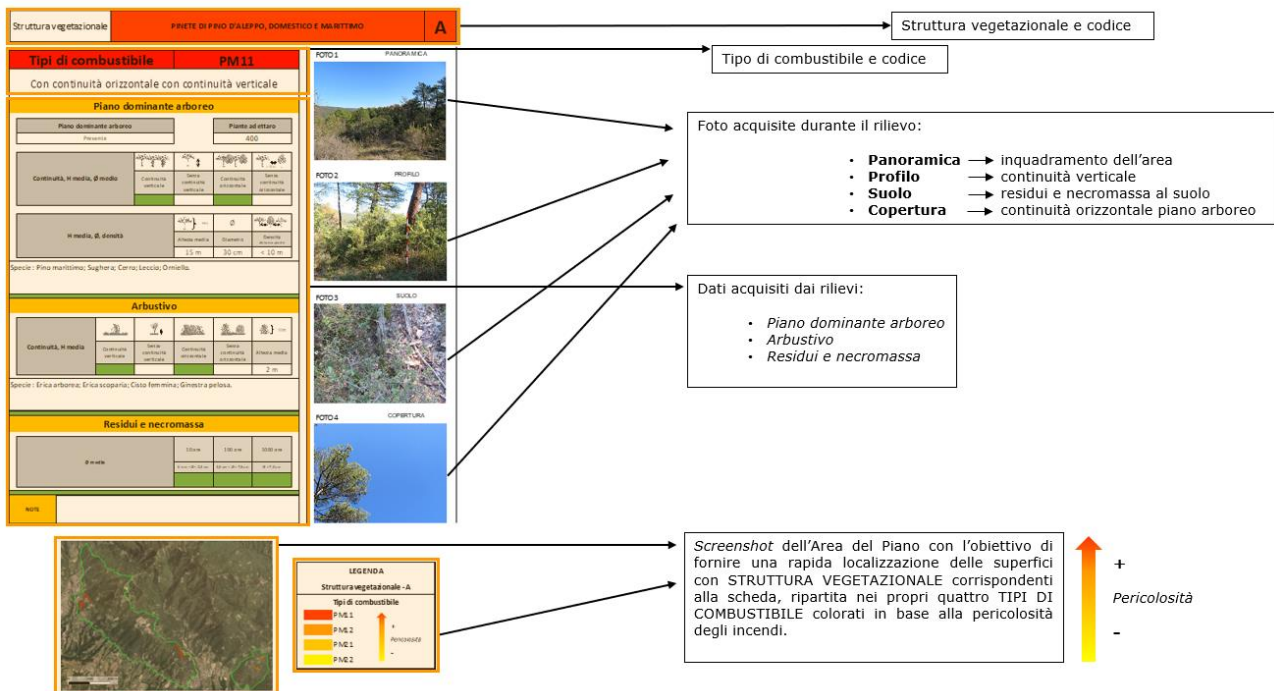 Struttura vegetazionale
PINETE DI PINO D'ALEPPO, DOMESTICO E MARITTIMO
A
Struttura vegetazionale e codice
Tipi di combustibile
PM11
Con continuità orizzontale con continuità verticale
Tipo di combustibile e codice
Piano dominante arboreo
Piano dominante arboreo
Piante ad ettaro
Presente
400
Continuità, H media, Ø medio
Continuità verticale
Senza continuità verticale
Continuità orizzontale
Senza continuità orizzontale
H media, Ø, densità
Altezza media
Diametro
15 m
30 cm
< 10 m
Specie: Pino marittimo; Sughera; Cerro; Leccio; Orniello.
Arbustivo
Continuità, H media
Continuità verticale
Senza continuità verticale
Continuità orizzontale
Senza continuità orizzontale
Altezza media
2 m
Specie: Erica arborea; Erica scoparia; Cisto femmina; Ginestra pelosa.
Residui e necromassa
Ø medio
10 ore
100 ore
1000 ore
NOTE
FOTO 1
PANORAMICA
FOTO 2
PROFILO
FOTO 3
SUOLO
FOTO 4
COPERTURA
Foto acquisite durante il rilievo:
• Panoramica → inquadramento dell'area
• Profilo → continuità verticale
• Suolo → residui e necromassa al suolo
• Copertura → continuità orizzontale piano arboreo
Dati acquisiti dai rilievi:
• Piano dominante arboreo
• Arbustivo
• Residui e necromassa
LEGENDA
Struttura vegetazionale - A
Tipi di combustibile
PM11
PM12
PM21
PM22
+
Pericolosità
-
Screenshot dell'Area del Piano con l'obiettivo di
fornire una rapida localizzazione delle superfici
con STRUTTURA VEGETAZIONALE corrispondenti
alla scheda, ripartita nei propri quattro TIPI DI
COMBUSTIBILE colorati in base alla pericolosità
degli incendi.
+
Pericolosità
-